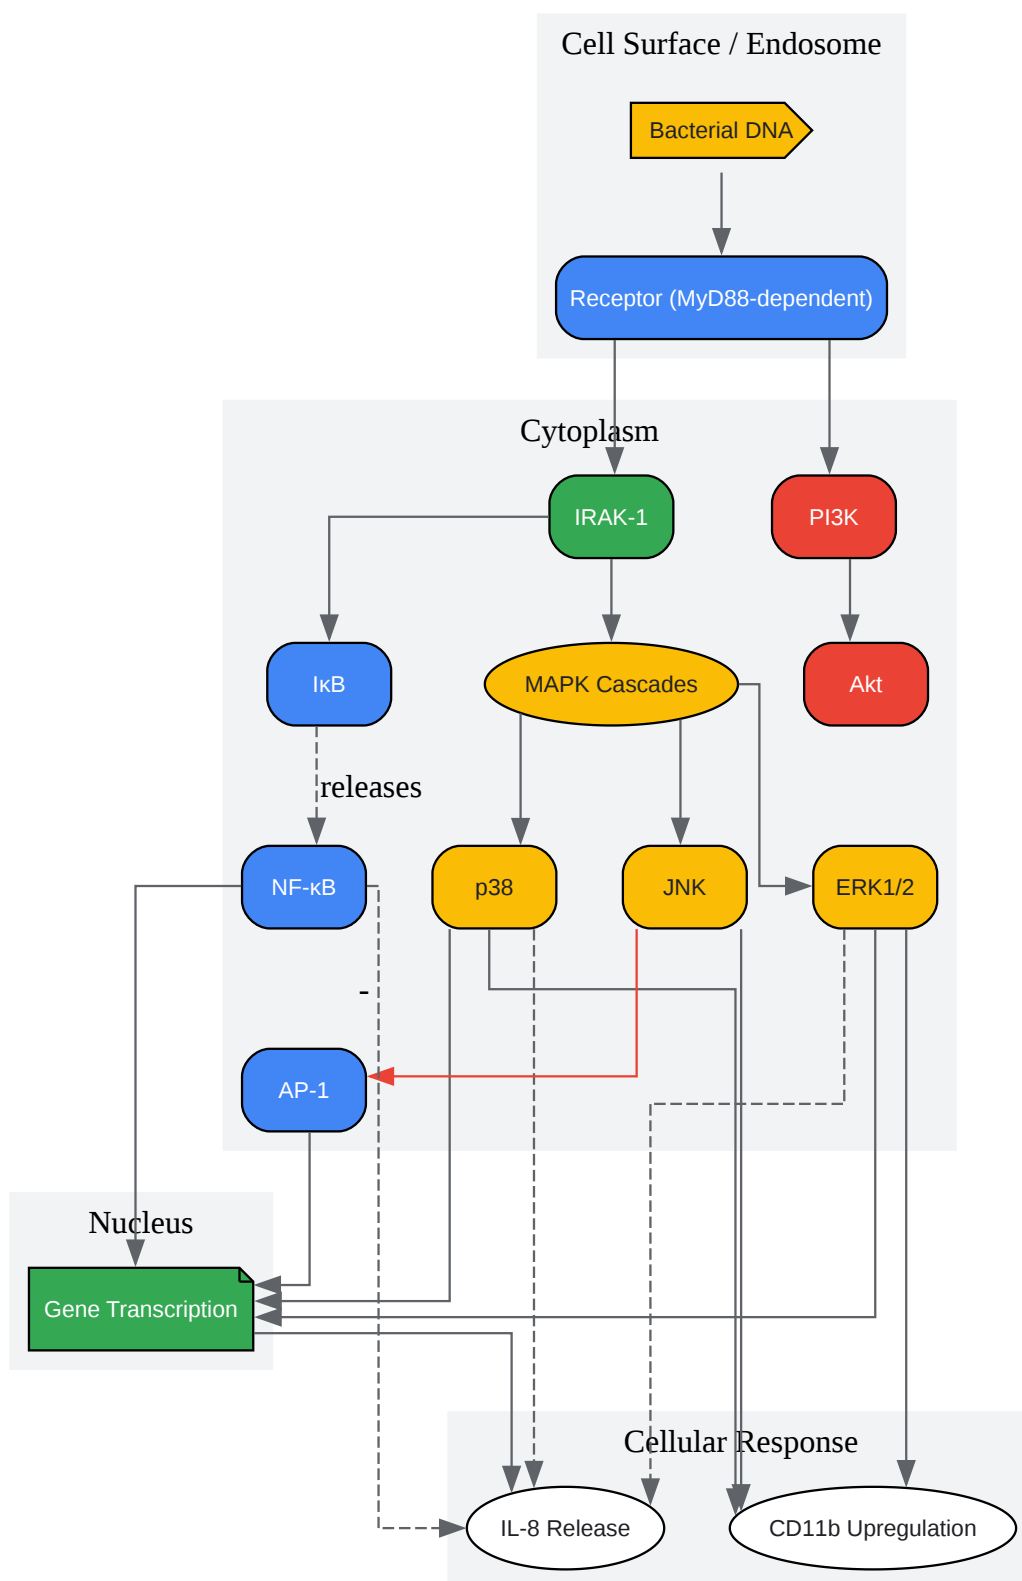 Cell Surface / Endosome
Bacterial DNA
Receptor (MyD88-dependent)
Cytoplasm
IRAK-1
PI3K
IκB
MAPK Cascades
Akt
releases
NF-κB
p38
JNK
ERK1/2
-
AP-1
Nucleus
Gene Transcription
Cellular Response
IL-8 Release
CD11b Upregulation